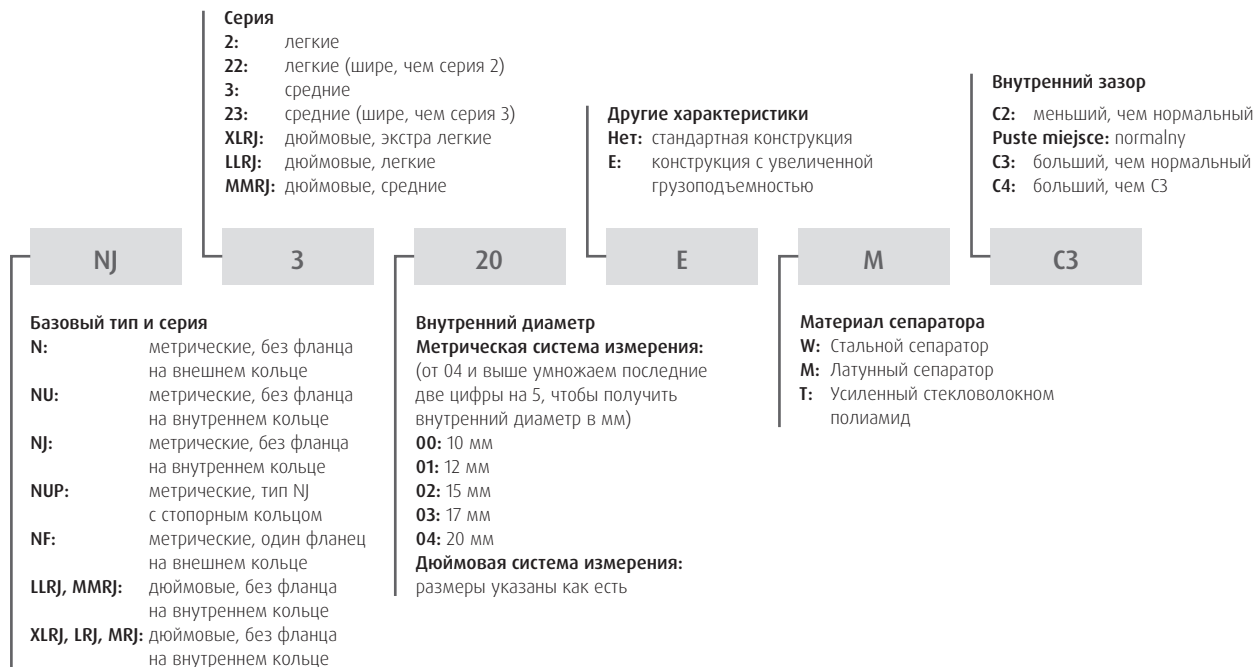 Серия
2: легкие
22: легкие (шире, чем серия 2)
3: средние
23: средние (шире, чем серия 3)
XLRJ: дюймовые, экстра легкие
LLRJ: дюймовые, легкие
MMRJ: дюймовые, средние
Другие характеристики
Нет: стандартная конструкция
E: конструкция с увеличенной
грузоподъемностью
Внутренний зазор
C2: меньший, чем нормальный
Puste miejsce: normalny
C3: больший, чем нормальный
C4: больший, чем C3
NJ 3 20 E M C3
Базовый тип и серия
N: метрические, без фланца
на внешнем кольце
NU: метрические, без фланца
на внутреннем кольце
NJ: метрические, без фланца
на внутреннем кольце
NUP: метрические, тип NJ
с стопорным кольцом
NF: метрические, один фланец
на внешнем кольце
LLRJ, MMRJ: дюймовые, без фланца
на внутреннем кольце
XLRJ, LRJ, MRJ: дюймовые, без фланца
на внутреннем кольце
Внутренний диаметр
Метрическая система измерения:
(от 04 и выше умножаем последние
две цифры на 5, чтобы получить
внутренний диаметр в мм)
00: 10 мм
01: 12 мм
02: 15 мм
03: 17 мм
04: 20 мм
Дюймовая система измерения:
размеры указаны как есть
Материал сепаратора
W: Стальной сепаратор
M: Латунный сепаратор
T: Усиленный стекловолокном
полиамид